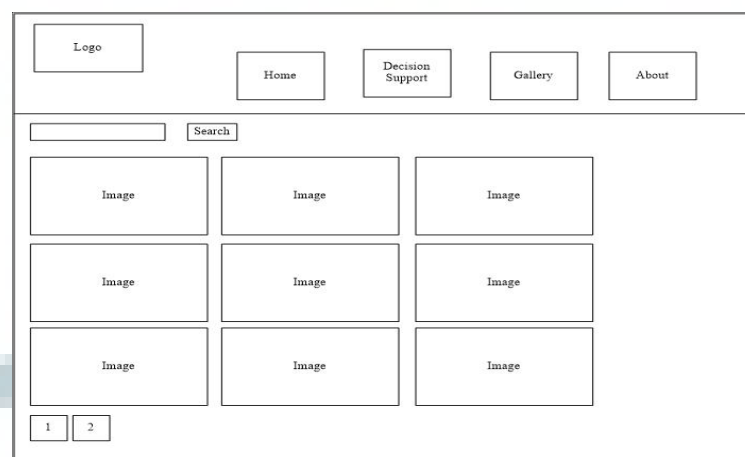 Logo
Home
Decision
Support
Gallery
About
Search
Image
Image
Image
Image
Image
Image
Image
Image
Image
1
2